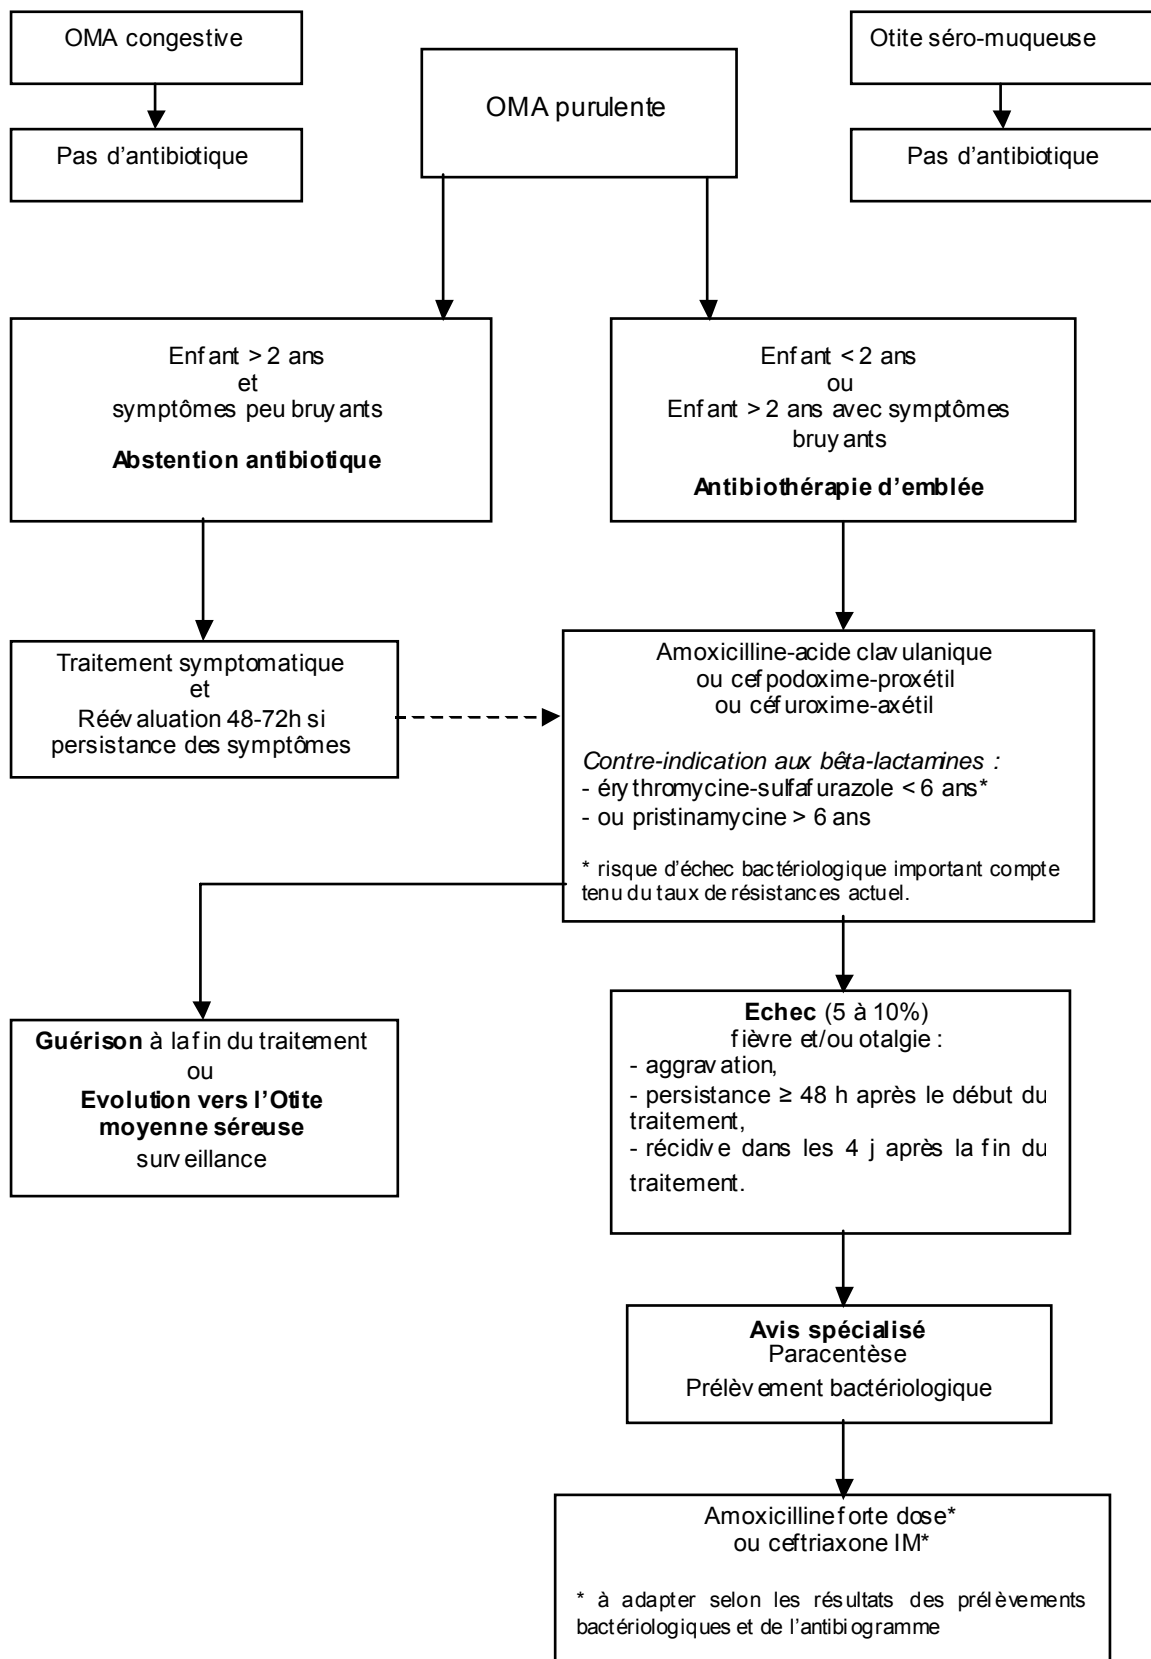 OMA congestive
Pas d'antibiotique
OMA purulente
Otite séro-muqueuse
Pas d'antibiotique
Enfant > 2 ans
et
symptômes peu bruyants
Abstention antibiotique
Enfant < 2 ans
ou
Enfant > 2 ans avec symptômes
bruyants
Antibiothérapie d'emblée
Traitement symptomatique
et
Réévaluation 48-72h si
persistance des symptômes
Amoxicilline-acide clavulanique
ou cefpodoxime-proxétil
ou céfuroxime-axétil
Contre-indication aux bêta-lactamines :
- érythromycine-sulfafurazole < 6 ans*
- ou pristinamycine > 6 ans
* risque d'échec bactériologique important compte
tenu du taux de résistances actuel.
Guérison à la fin du traitement
ou
Evolution vers l'Otite
moyenne séreuse
surveillance
Echec (5 à 10%)
fièvre et/ou otalgie :
- aggravation,
- persistance ≥ 48 h après le début du
traitement,
- récidive dans les 4 j après la fin du
traitement.
Avis spécialisé
Paracentèse
Prélèvement bactériologique
Amoxicilline forte dose*
ou ceftriaxone IM*
* à adapter selon les résultats des prélèvements
bactériologiques et de l'antibiogramme